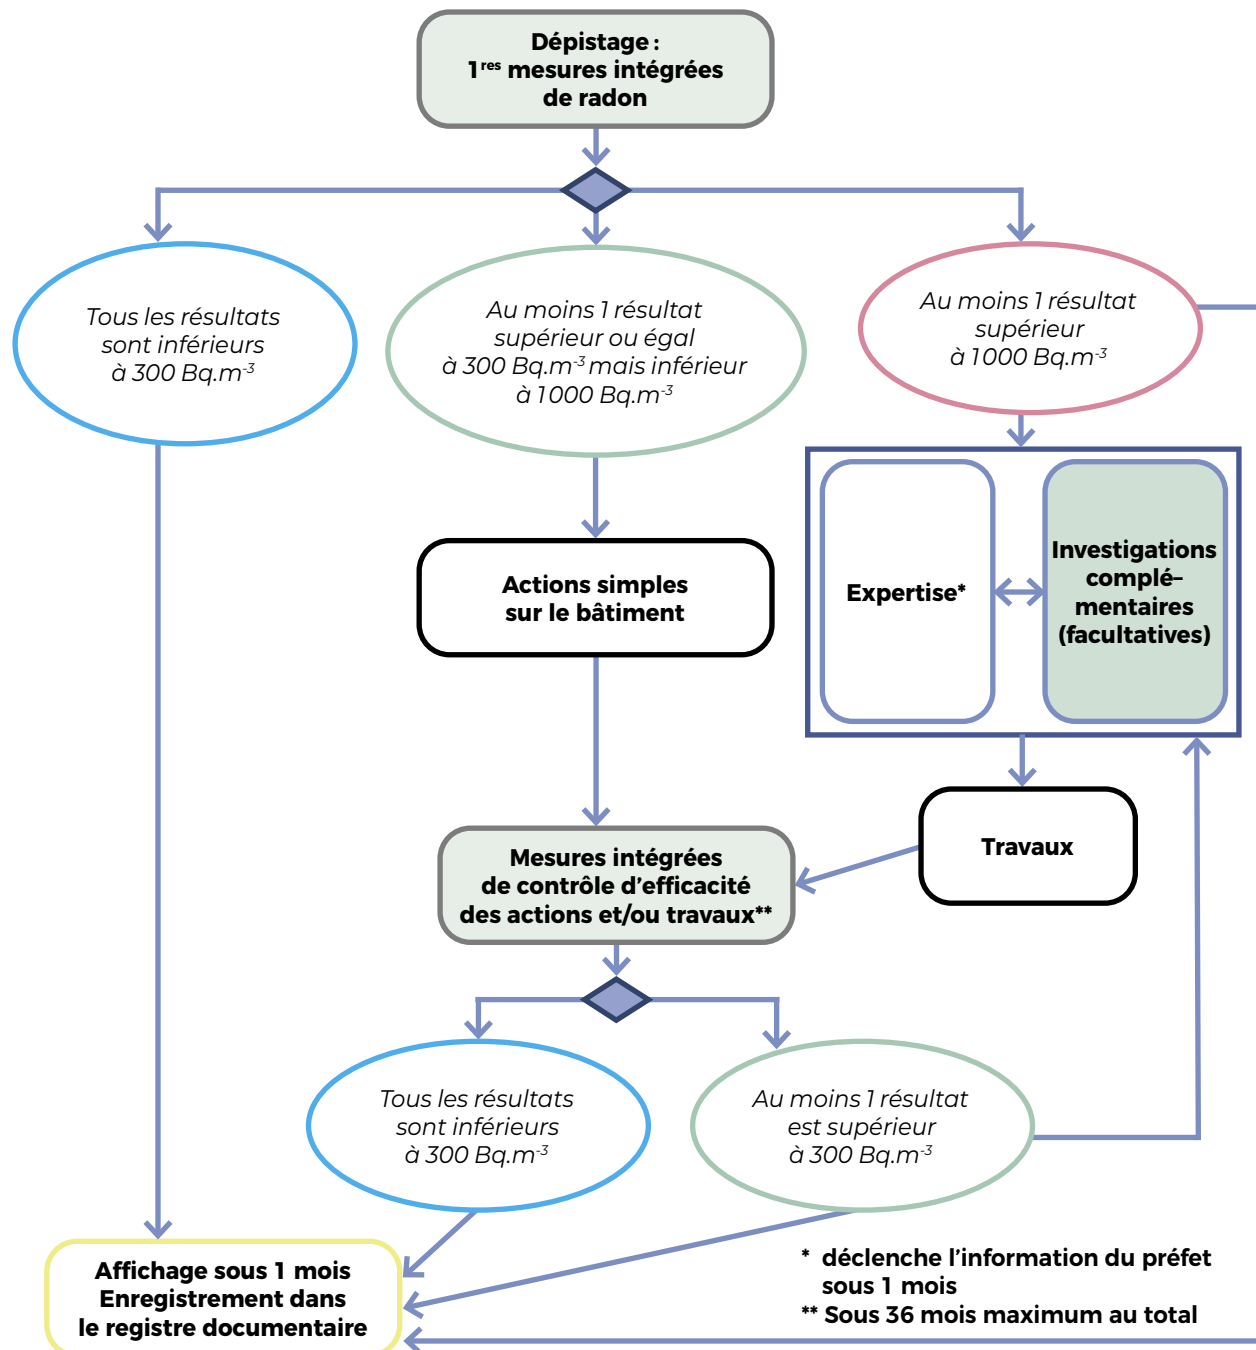 Dépistage :
1res mesures intégrées
de radon
Tous les résultats
sont inférieurs
à 300 Bq.m-3
Au moins 1 résultat
supérieur ou égal
à 300 Bq.m-3 mais inférieur
à 1 000 Bq.m-3
Au moins 1 résultat
supérieur
à 1 000 Bq.m-3
Actions simples
sur le bâtiment
Expertise*
Investigations
complé-
mentaires
(facultatives)
Travaux
Mesures intégrées
de contrôle d’efficacité
des actions et/ou travaux**
Tous les résultats
sont inférieurs
à 300 Bq.m-3
Au moins 1 résultat
est supérieur
à 300 Bq.m-3
Affichage sous 1 mois
Enregistrement dans
le registre documentaire
* déclenche l’information du préfet
sous 1 mois
** Sous 36 mois maximum au total